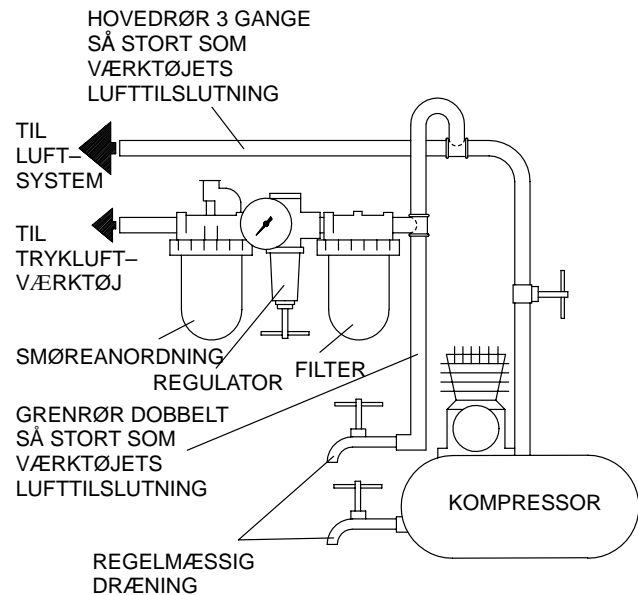 HOVEDRØR 3 GANGE
SÅ STORT SOM
VÆRKTØJETS
LUFTTILSLUTNING
TIL
LUFT–
SYSTEM
TIL
TRYKLUFT–
VÆRKTØJ
SMØREANORDNING
REGULATOR
FILTER
GRENRØR DOBBELT
SÅ STORT SOM
VÆRKTØJETS
LUFTTILSLUTNING
KOMPRESSOR
REGELMÆSSIG
DRÆNING